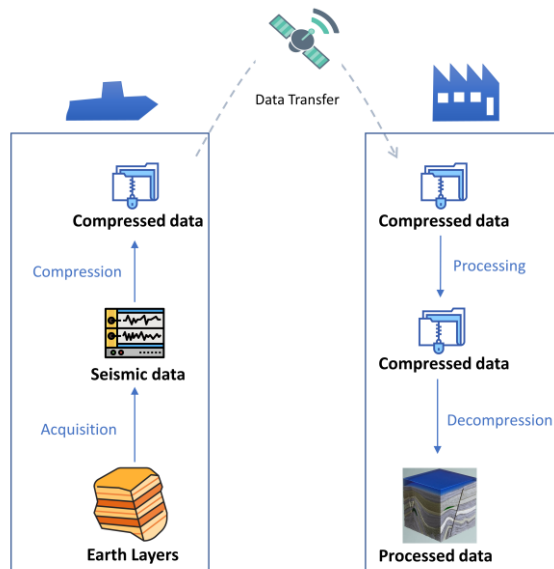 Data Transfer
Compressed data
Compression
Seismic data
Acquisition
Earth Layers
Compressed data
Processing
Compressed data
Decompression
Processed data